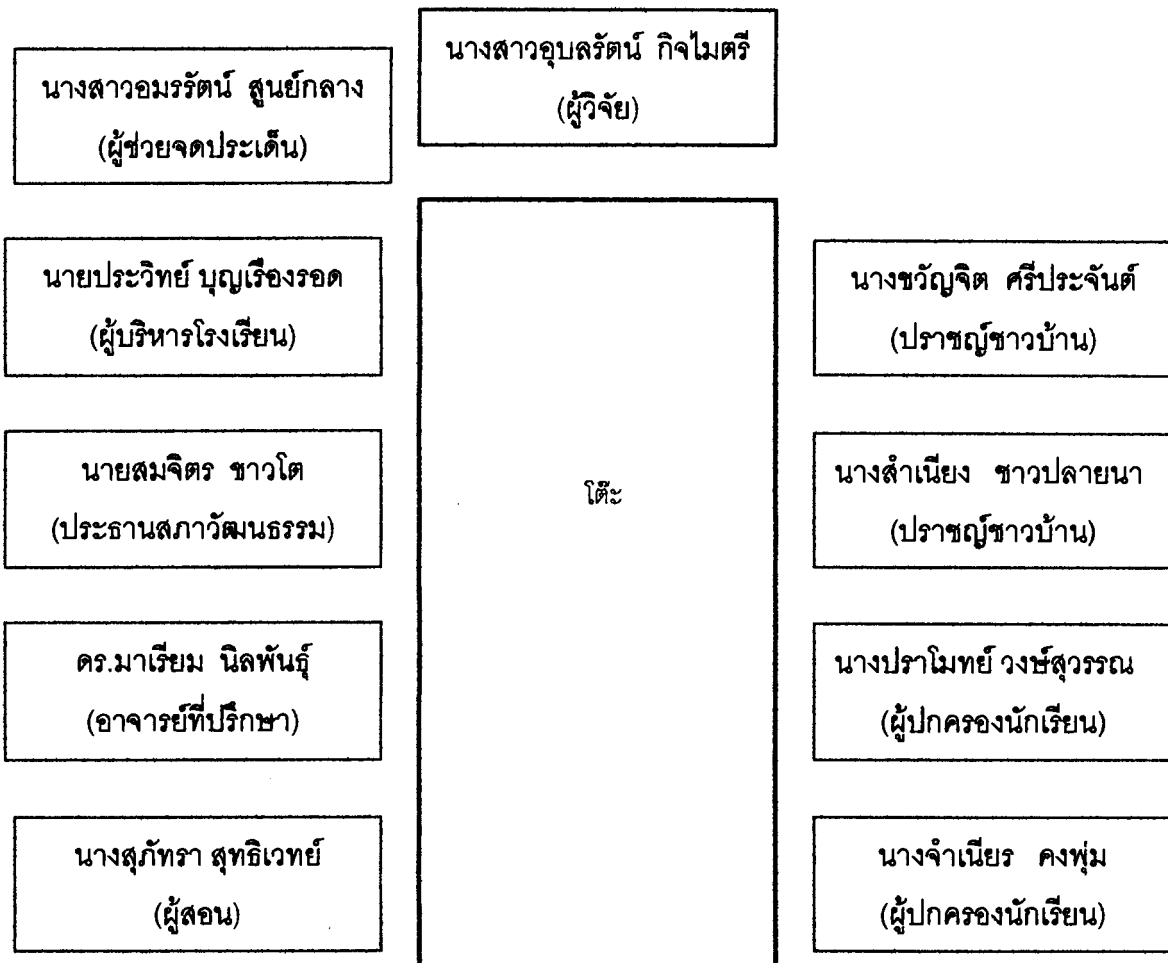 นางสาวอุบลรัตน์ กิจไมตรี
(ผู้วิจัย)
นางสาวอมรรัตน์ สูนย์กลาง
(ผู้ช่วยจดประเด็น)
นายประวิทย์ บุญเรืองรอด
(ผู้บริหารโรงเรียน)
นางขวัญจิต ศรีประจันต์
(ปราชญ์ชาวบ้าน)
นายสมจิตร ขาวโต
(ประธานสภาวัฒนธรรม)
โต๊ะ
นางสำเนียง ชาวปลายนา
(ปราชญ์ชาวบ้าน)
ดร.มาเรียม นิลพันธุ์
(อาจารย์ที่ปรึกษา)
นางปราโมทย์ วงษ์สุวรรณ
(ผู้ปกครองนักเรียน)
นางสุภัทรา สุทธิเวทย์
(ผู้สอน)
นางจำเนียร คงพุ่ม
(ผู้ปกครองนักเรียน)